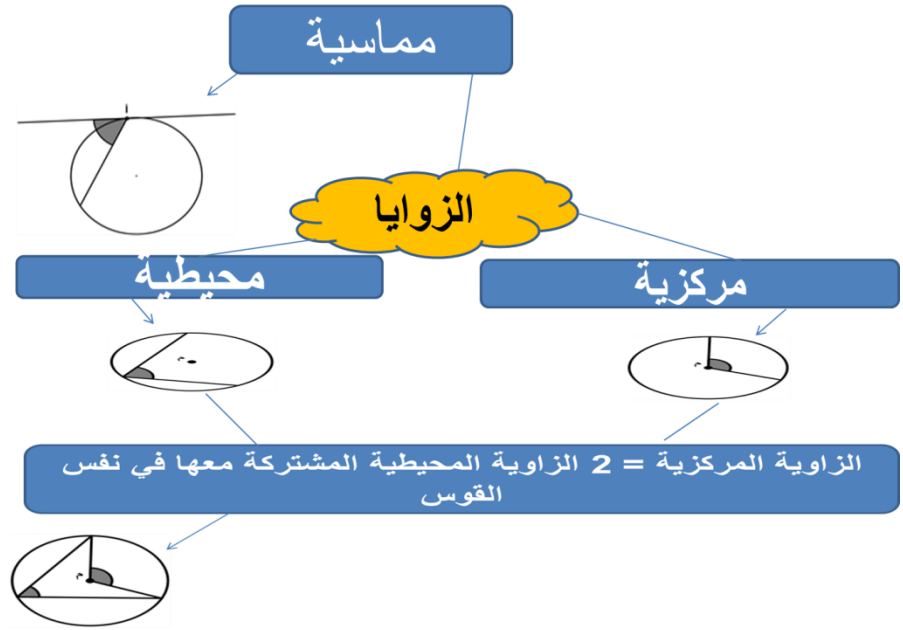 مماسية
أ
الزوايا
محيطية
مركزية
م
م
الزاوية المركزية = 2 الزاوية المحيطية المشتركة معها في نفس
القوس
م